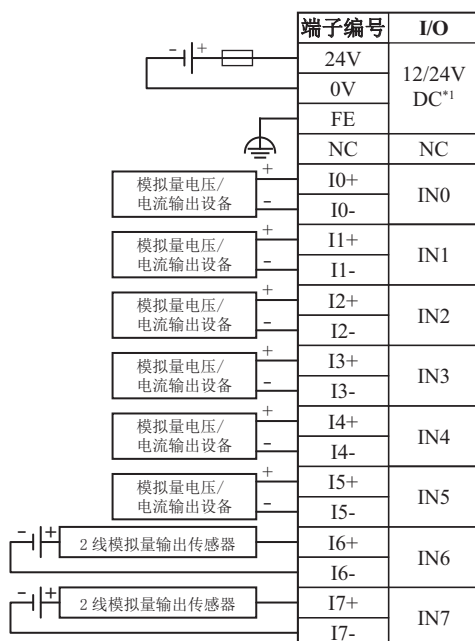 端子编号 I/O
- + 24V 12/24V
0V DC*1
FE
NC NC
模拟量电压/ + I0+ IN0
电流输出设备 - I0-
模拟量电压/ + I1+ IN1
电流输出设备 - I1-
模拟量电压/ + I2+ IN2
电流输出设备 - I2-
模拟量电压/ + I3+ IN3
电流输出设备 - I3-
模拟量电压/ + I4+ IN4
电流输出设备 - I4-
模拟量电压/ + I5+ IN5
电流输出设备 - I5-
- + 2线模拟量输出传感器 I6+ IN6
I6-
- + 2线模拟量输出传感器 I7+ IN7
I7-